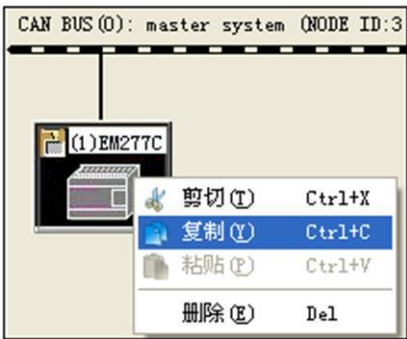 CAN BUS(0): master system (NODE ID:3
(1)EM277C
剪切(T) Ctrl+X
复制(Y) Ctrl+C
粘贴(P) Ctrl+V
删除(E) Del